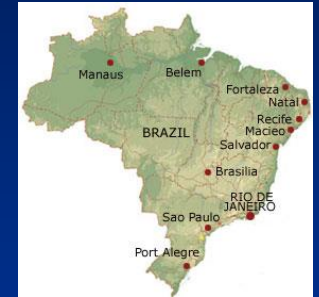 Manaus
Belem
Fortaleza
Natal
Recife
Macieo
BRAZIL
Salvador
Brasilia
RIO DE
JANEIRO
Sao Paulo
Port Alegre